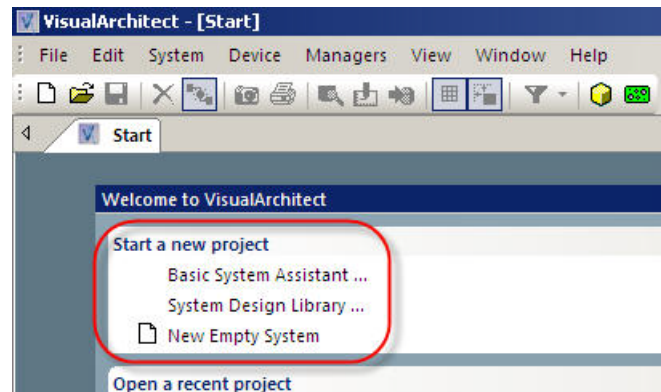 VisualArchitect - [Start]
File Edit System Device Managers View Window Help
Start
Welcome to VisualArchitect
Start a new project
Basic System Assistant ...
System Design Library ...
New Empty System
Open a recent project